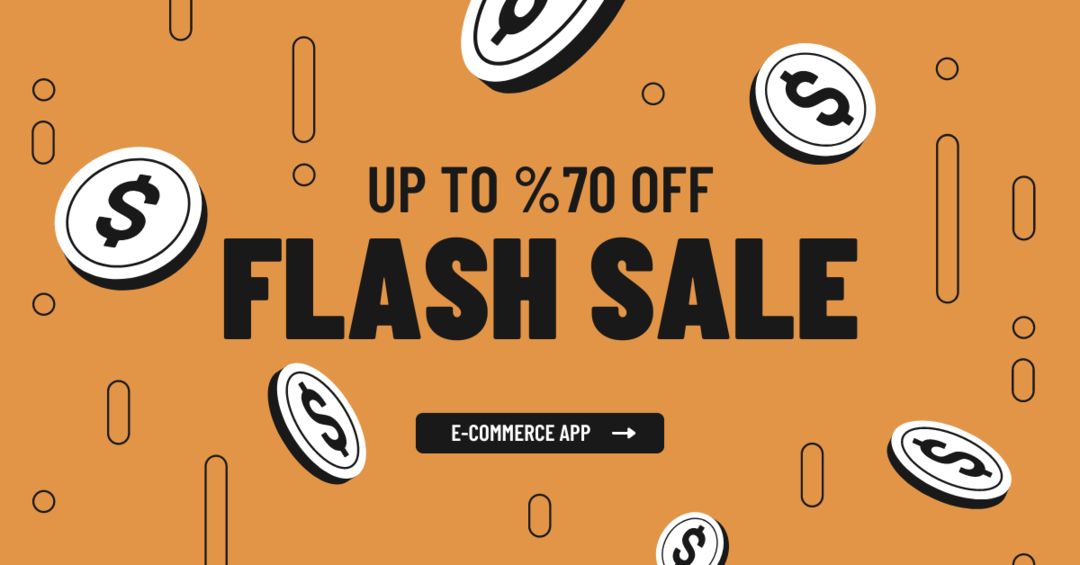 UP TO %70 OFF
FLASH SALE
E-COMMERCE APP →